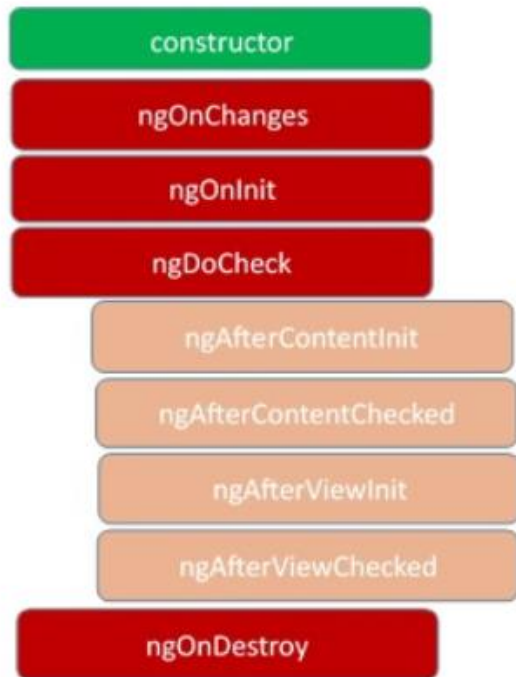 constructor
ngOnChanges
ngOnInit
ngDoCheck
ngAfterContentInit
ngAfterContentChecked
ngAfterViewInit
ngAfterViewChecked
ngOnDestroy